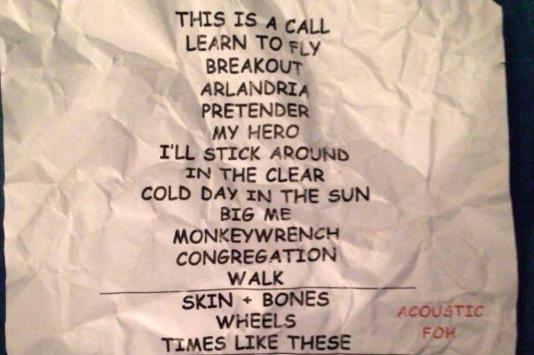 THIS IS A CALL
LEARN TO FLY
BREAKOUT
ARLANDRIA
PRETENDER
MY HERO
I'LL STICK AROUND
IN THE CLEAR
COLD DAY IN THE SUN
BIG ME
MONKEYWRENCH
CONGREGATION
WALK
SKIN + BONES
WHEELS
TIMES LIKE THESE
ACOUSTIC
FOH